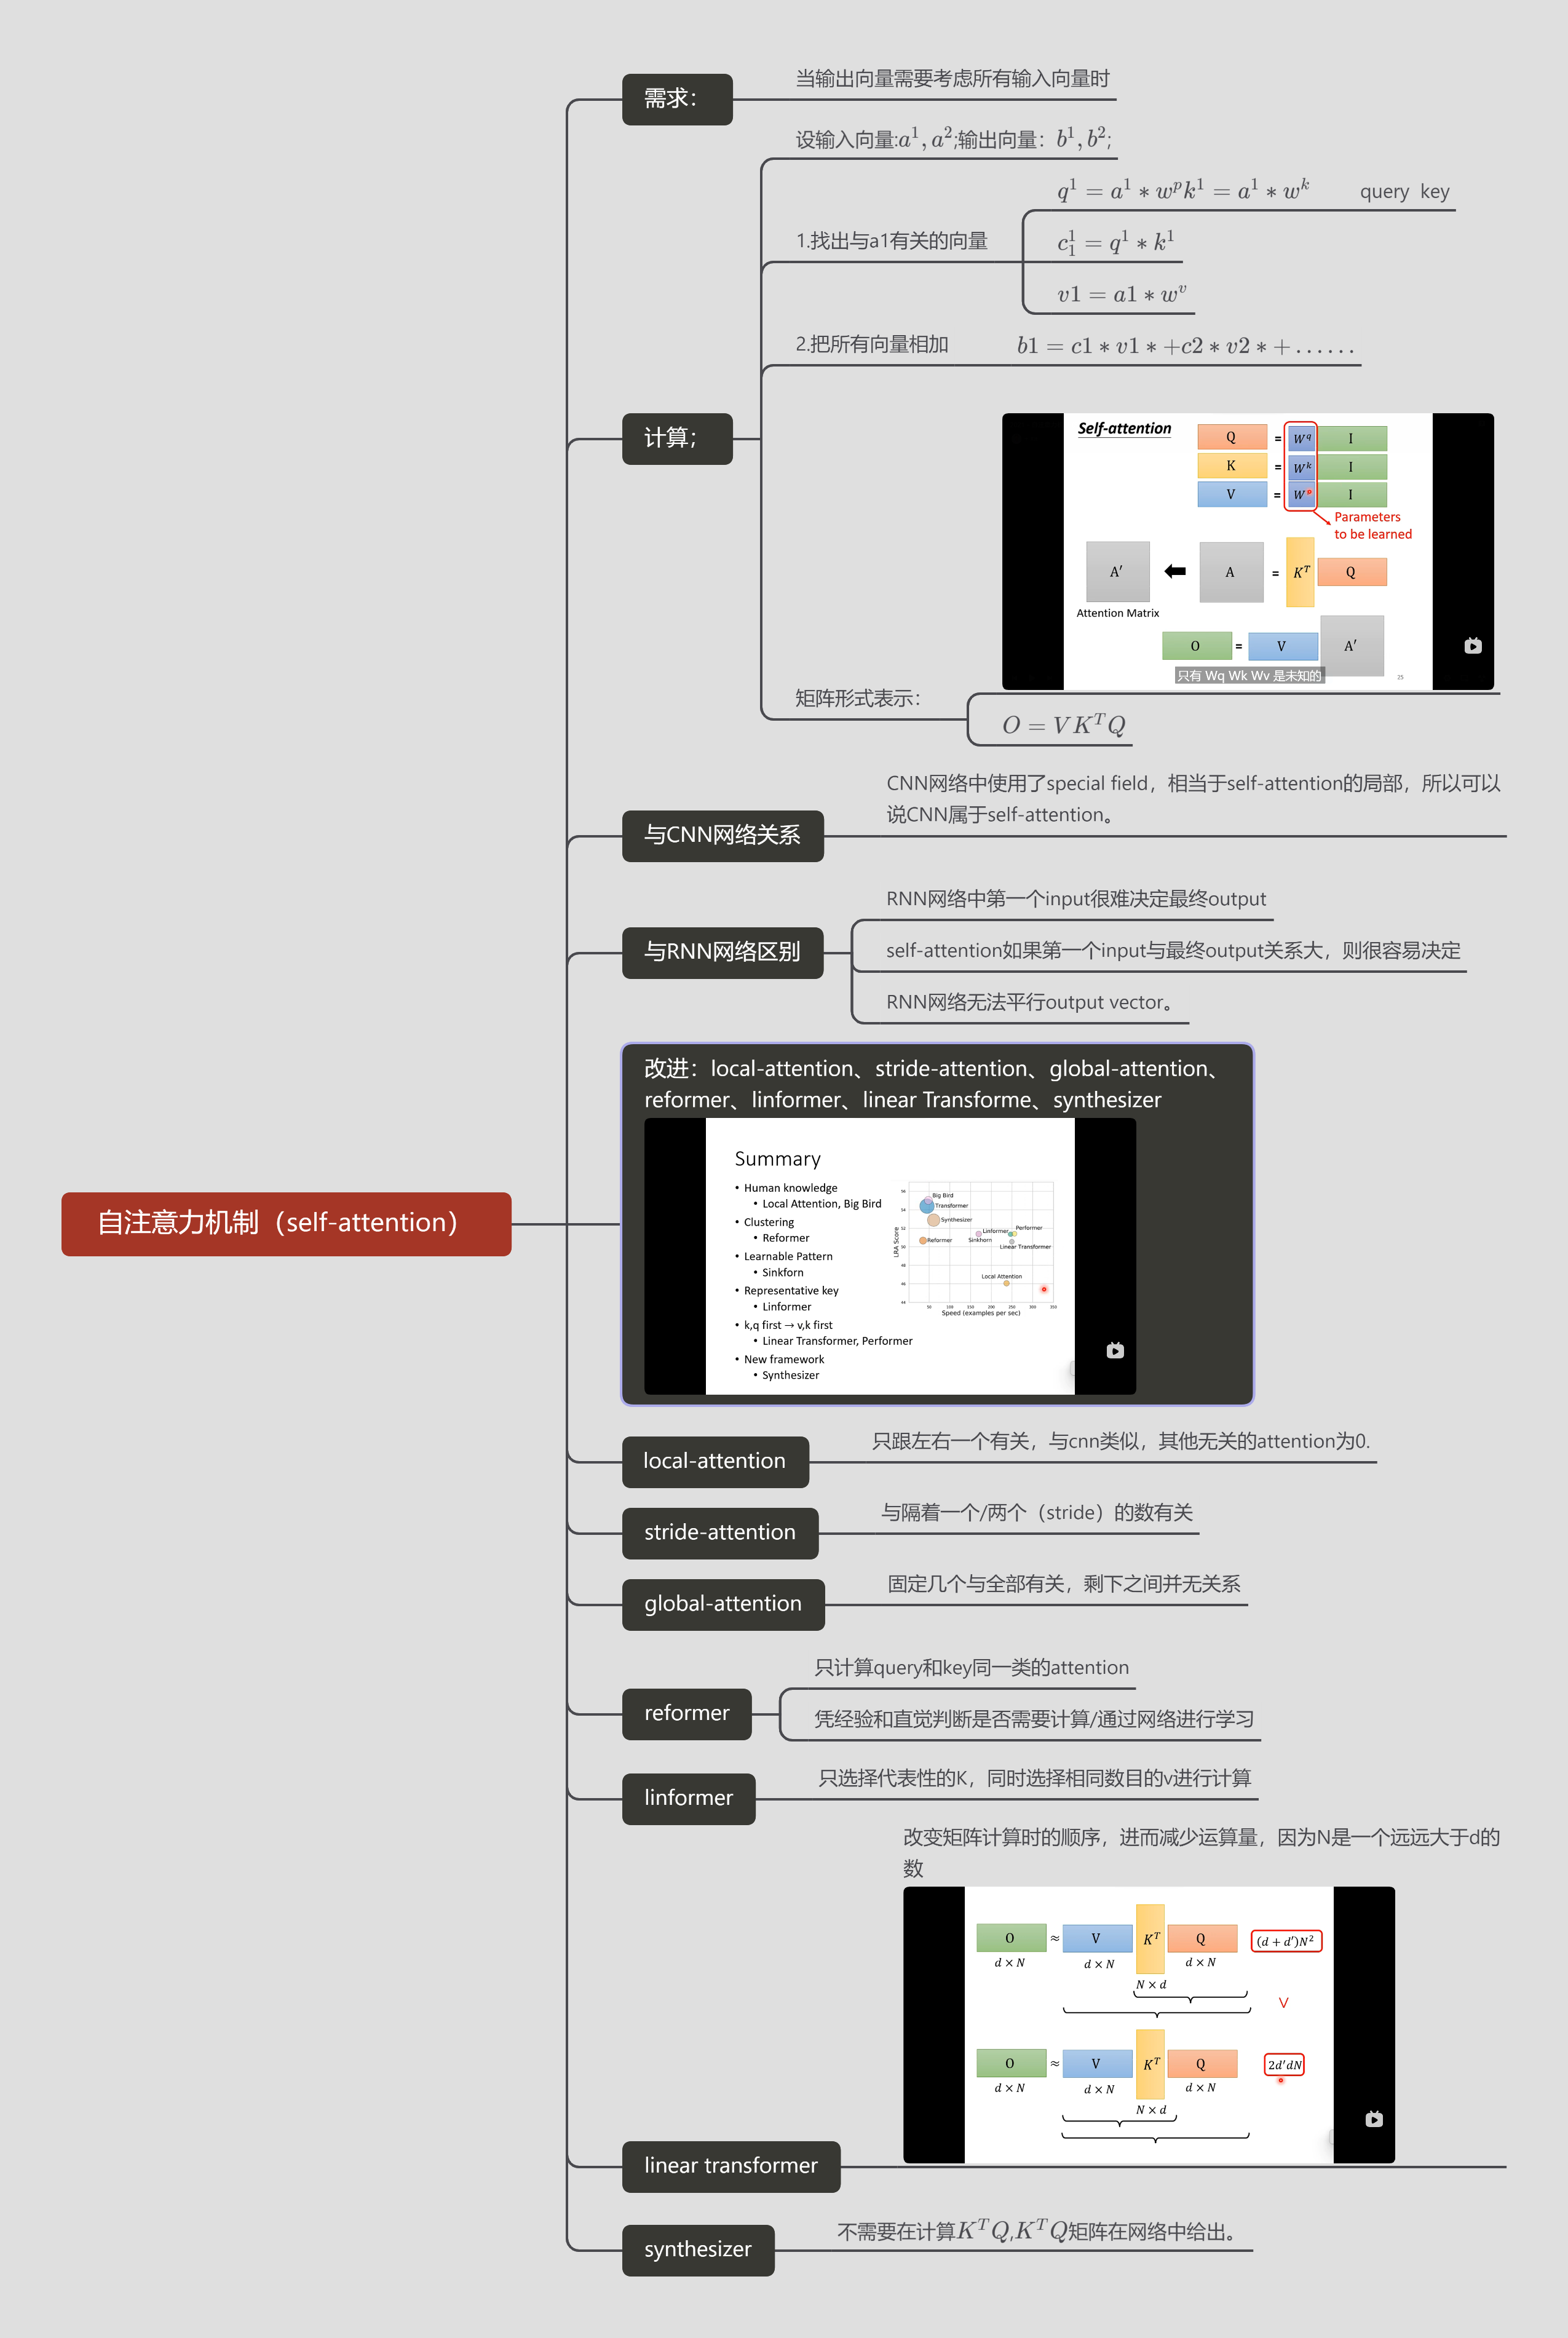 自注意力机制（self-attention）
需求：
当输出向量需要考虑所有输入向量时
计算；
设输入向量:a^1, a^2;输出向量：b^1, b^2;
1.找出与a1有关的向量
q^1 = a^1 * w^p k^1 = a^1 * w^k query key
c_1^1 = q^1 * k^1
v1 = a1 * w^v
2.把所有向量相加
b1 = c1 * v1 * +c2 * v2 * + ......
矩阵形式表示：
Self-attention
Q = W^q I
K = W^k I
V = W I
Parameters
to be learned
A′ A = K^T Q
Attention Matrix
O = V A′
只有 Wq Wk Wv 是未知的
25
O = V K^T Q
与CNN网络关系
CNN网络中使用了special field，相当于self-attention的局部，所以可以
说CNN属于self-attention。
与RNN网络区别
RNN网络中第一个input很难决定最终output
self-attention如果第一个input与最终output关系大，则很容易决定
RNN网络无法平行output vector。
改进：local-attention、stride-attention、global-attention、
reformer、linformer、linear Transforme、synthesizer
Summary
• Human knowledge
• Local Attention, Big Bird
• Clustering
• Reformer
• Learnable Pattern
• Sinkforn
• Representative key
• Linformer
• k,q first → v,k first
• Linear Transformer, Performer
• New framework
• Synthesizer
LRA Score
56
54
52
50
48
46
44
Big Bird
Transformer
Synthesizer
Reformer
Sinkhorn
Linformer
Performer
Linear Transformer
Local Attention
50 100 150 200 250 300 350
Speed (examples per sec)
local-attention
只跟左右一个有关，与cnn类似，其他无关的attention为0.
stride-attention
与隔着一个/两个（stride）的数有关
global-attention
固定几个与全部有关，剩下之间并无关系
reformer
只计算query和key同一类的attention
凭经验和直觉判断是否需要计算/通过网络进行学习
linformer
只选择代表性的K，同时选择相同数目的v进行计算
linear transformer
改变矩阵计算时的顺序，进而减少运算量，因为N是一个远远大于d的
数
O ≈ V K^T Q (d + d′)N^2
d × N d × N d × N
N × d
∨
O ≈ V K^T Q 2d′dN
d × N d × N d × N
N × d
synthesizer
不需要在计算K^T Q,K^T Q矩阵在网络中给出。